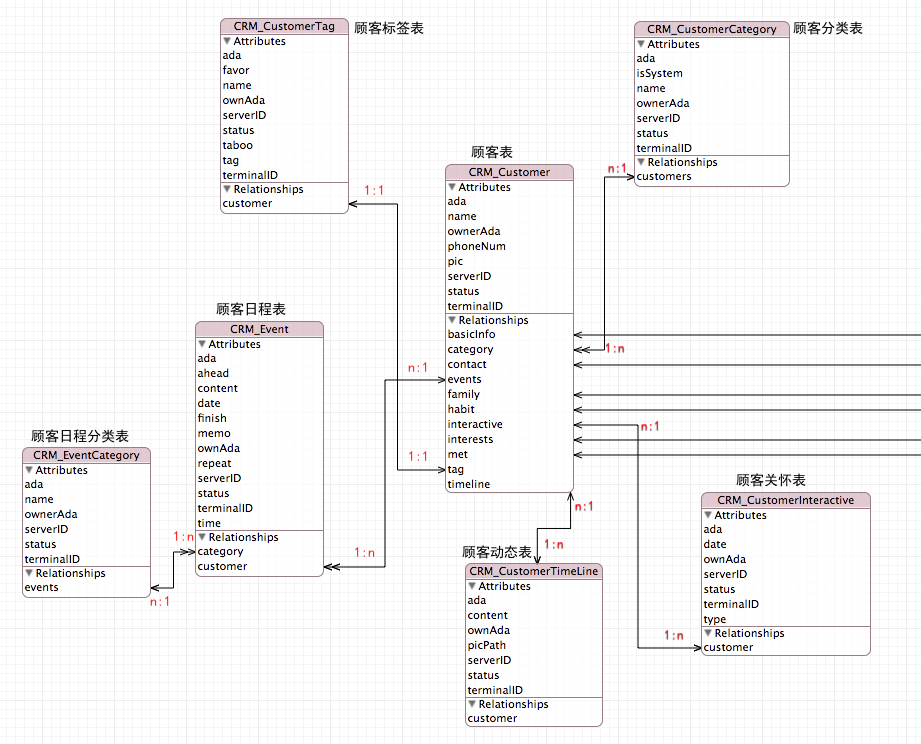 CRM_CustomerTag
顾客标签表
Attributes
ada
favor
name
ownAda
serverID
status
taboo
tag
terminalID
Relationships
customer
1:1
CRM_CustomerCategory
顾客分类表
Attributes
ada
isSystem
name
ownerAda
serverID
status
terminalID
Relationships
customers
n:1
顾客表
CRM_Customer
Attributes
ada
name
ownerAda
phoneNum
pic
serverID
status
terminalID
Relationships
basicInfo
category
contact
events
family
habit
interactive
interests
met
tag
timeline
1:n
n:1
n:1
1:1
n:1
顾客日程表
CRM_Event
Attributes
ada
ahead
content
date
finish
memo
ownAda
repeat
serverID
status
terminalID
time
Relationships
category
customer
1:n
1:n
顾客日程分类表
CRM_EventCategory
Attributes
ada
name
ownerAda
serverID
status
terminalID
Relationships
events
n:1
顾客动态表
1:n
CRM_CustomerTimeLine
Attributes
ada
content
ownAda
picPath
serverID
status
terminalID
Relationships
customer
顾客关怀表
CRM_CustomerInteractive
Attributes
ada
date
ownAda
serverID
status
terminalID
type
Relationships
customer
1:n